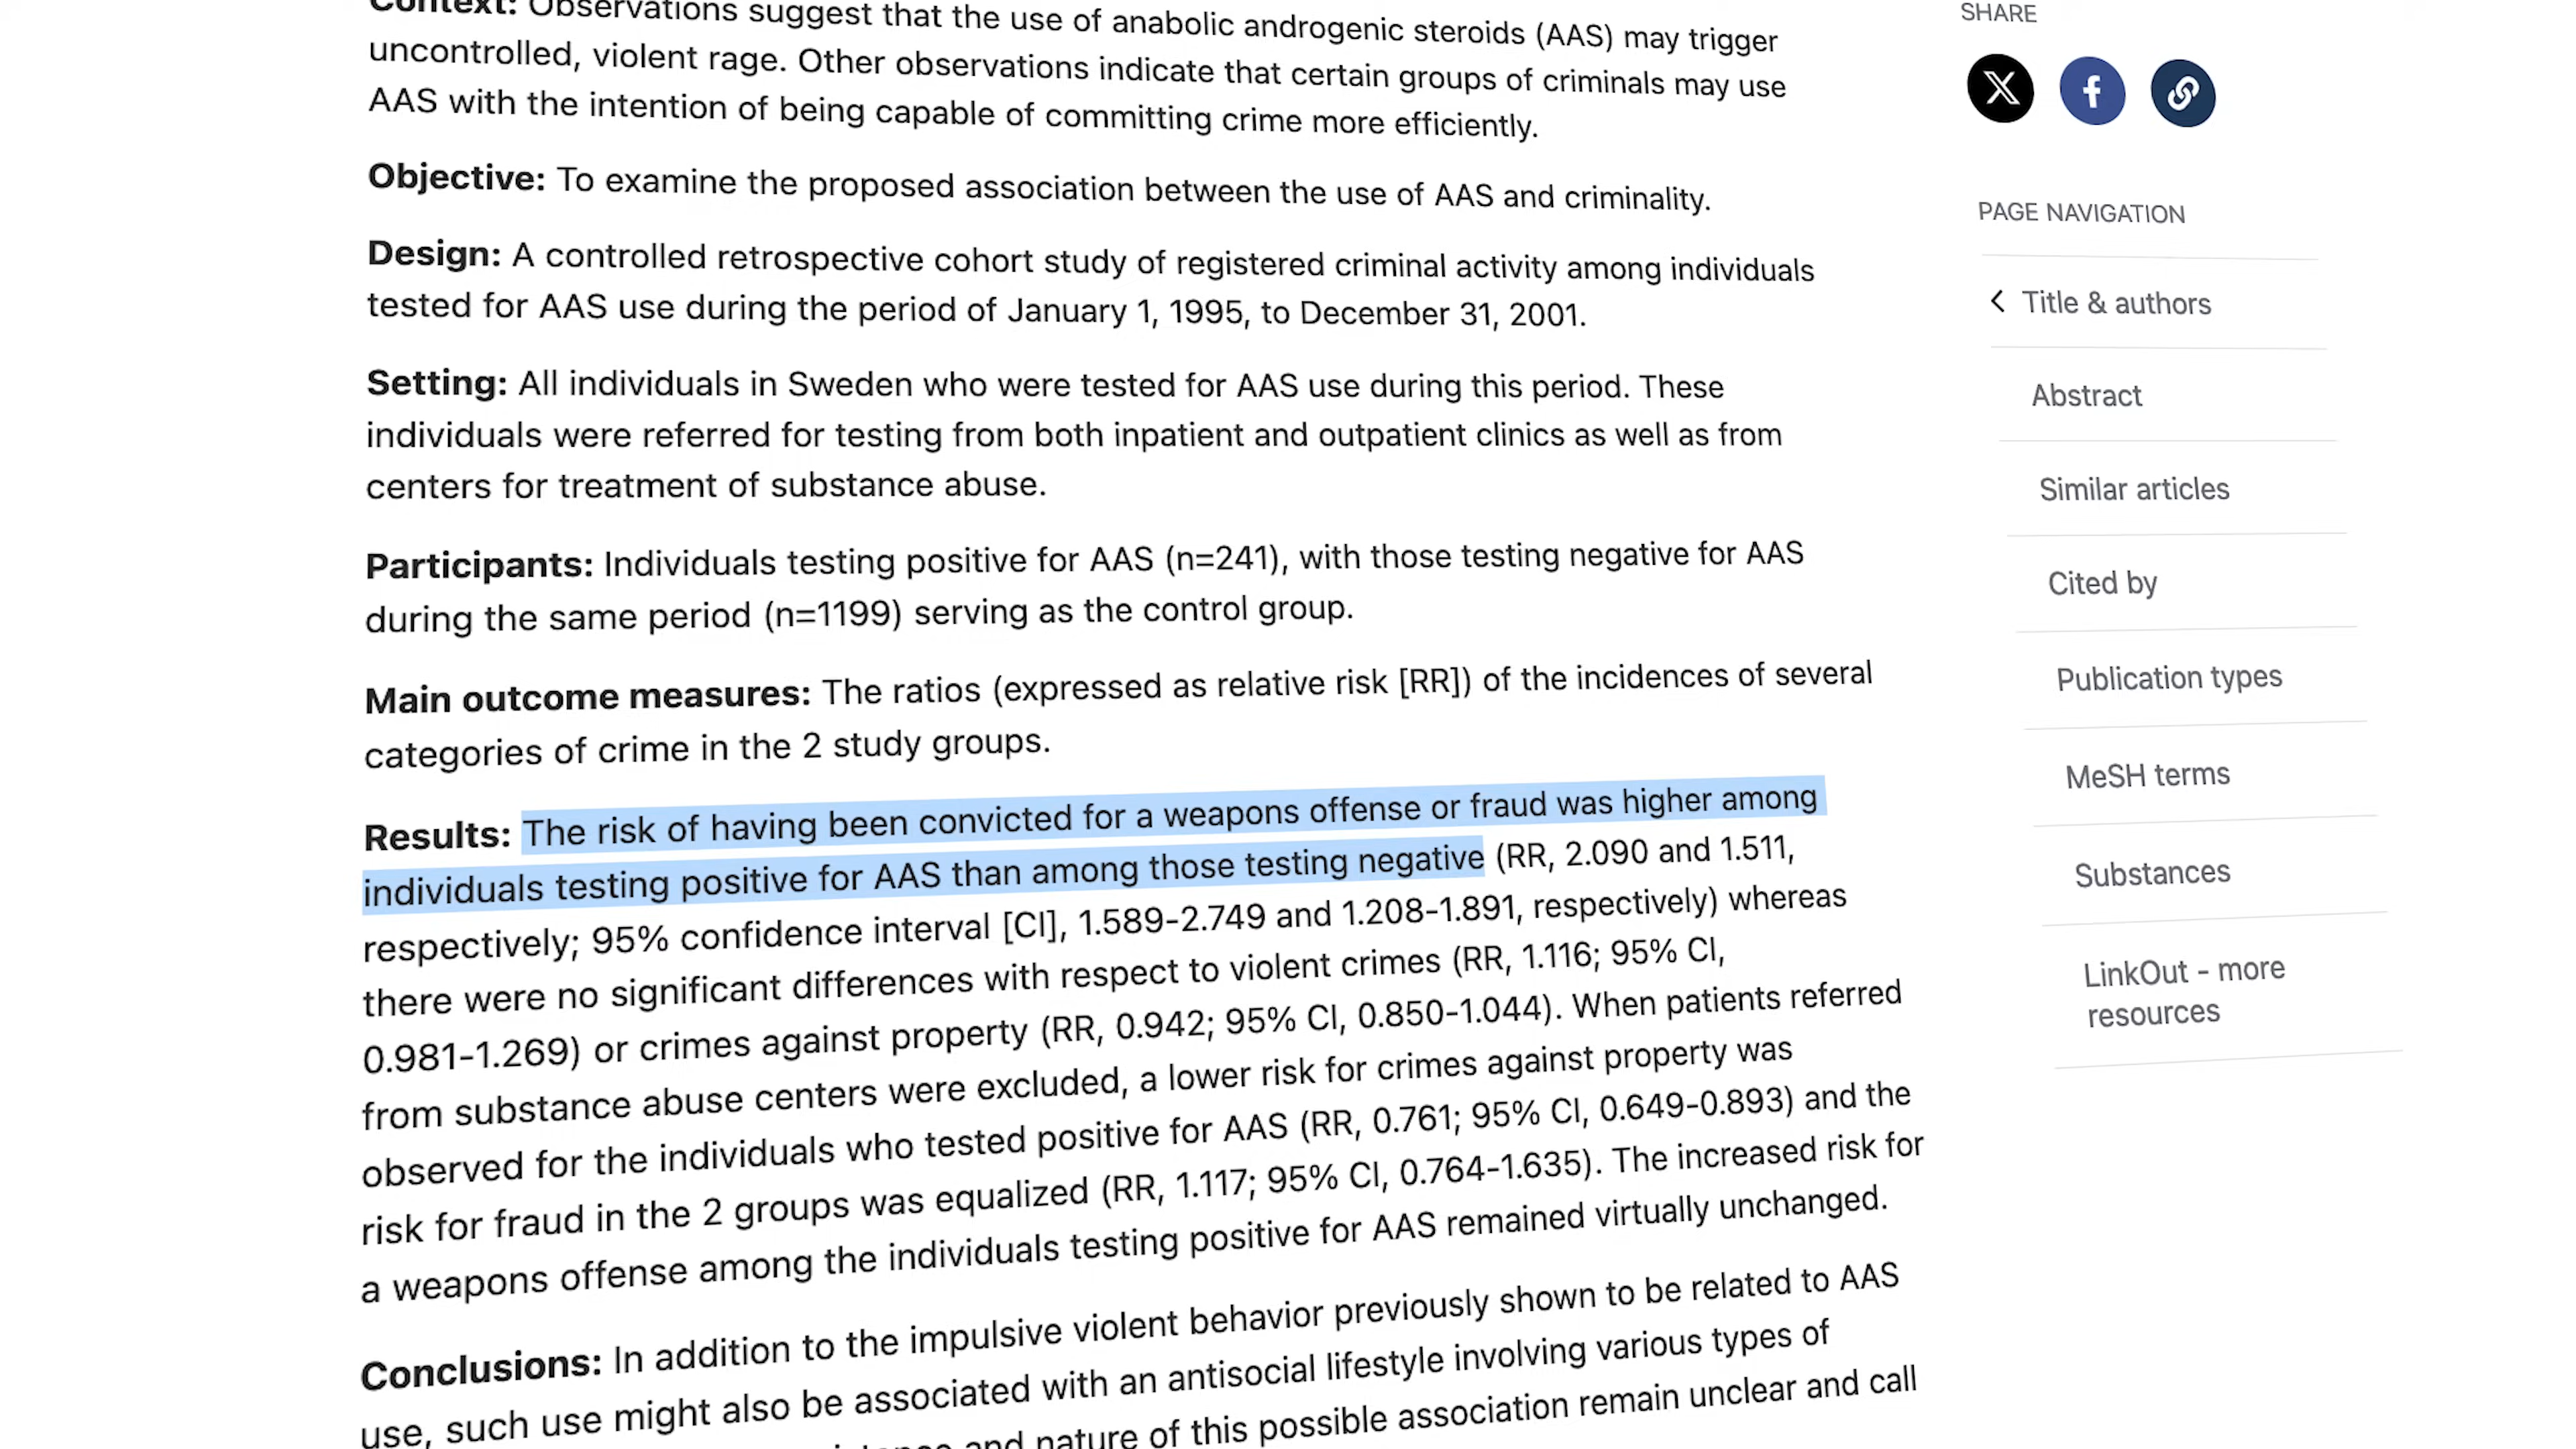 Context: Observations suggest that the use of anabolic androgenic steroids (AAS) may trigger
uncontrolled, violent rage. Other observations indicate that certain groups of criminals may use
AAS with the intention of being capable of committing crime more efficiently.
Objective: To examine the proposed association between the use of AAS and criminality.
Design: A controlled retrospective cohort study of registered criminal activity among individuals
tested for AAS use during the period of January 1, 1995, to December 31, 2001.
Setting: All individuals in Sweden who were tested for AAS use during this period. These
individuals were referred for testing from both inpatient and outpatient clinics as well as from
centers for treatment of substance abuse.
Participants: Individuals testing positive for AAS (n=241), with those testing negative for AAS
during the same period (n=1199) serving as the control group.
Main outcome measures: The ratios (expressed as relative risk [RR]) of the incidences of several
categories of crime in the 2 study groups.
Results: The risk of having been convicted for a weapons offense or fraud was higher among
individuals testing positive for AAS than among those testing negative (RR, 2.090 and 1.511,
respectively; 95% confidence interval [CI], 1.589-2.749 and 1.208-1.891, respectively) whereas
there were no significant differences with respect to violent crimes (RR, 1.116; 95% CI,
0.981-1.269) or crimes against property (RR, 0.942; 95% CI, 0.850-1.044). When patients referred
from substance abuse centers were excluded, a lower risk for crimes against property was
observed for the individuals who tested positive for AAS (RR, 0.761; 95% CI, 0.649-0.893) and the
risk for fraud in the 2 groups was equalized (RR, 1.117; 95% CI, 0.764-1.635). The increased risk for
a weapons offense among the individuals testing positive for AAS remained virtually unchanged.
Conclusions: In addition to the impulsive violent behavior previously shown to be related to AAS
use, such use might also be associated with an antisocial lifestyle involving various types of
and nature of this possible association remain unclear and call
SHARE
X
f
PAGE NAVIGATION
Title & authors
Abstract
Similar articles
Cited by
Publication types
MeSH terms
Substances
LinkOut - more
resources